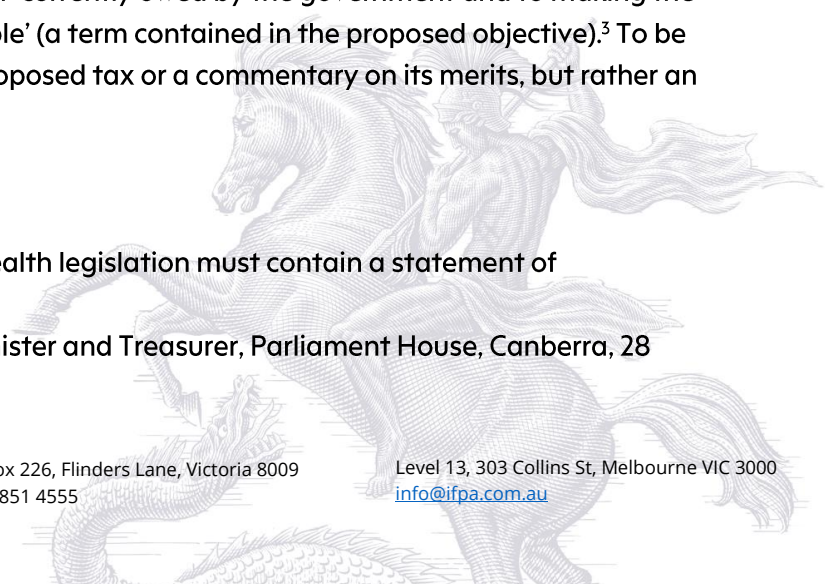 currently owed by the government and to making the
ole’ (a term contained in the proposed objective).³ To be
oposed tax or a commentary on its merits, but rather an
ealth legislation must contain a statement of
ister and Treasurer, Parliament House, Canberra, 28
ox 226, Flinders Lane, Victoria 8009
851 4555
Level 13, 303 Collins St, Melbourne VIC 3000
info@ifpa.com.au